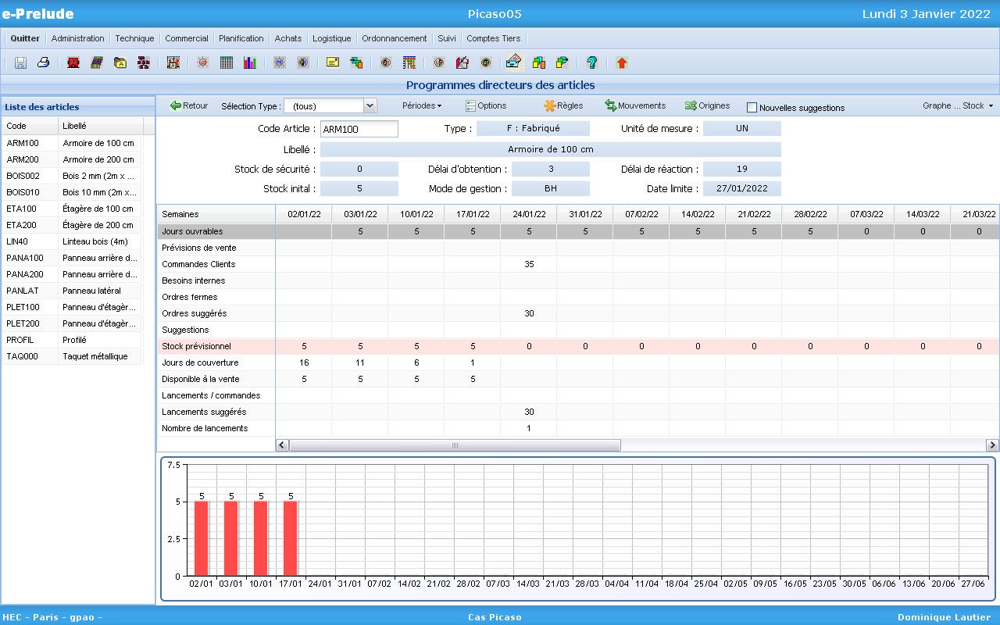 e-Prelude Picaso05 Lundi 3 Janvier 2022
Quitter Administration Technique Commercial Planification Achats Logistique Ordonnancement Suivi Comptes Tiers
Programmes directeurs des articles
Liste des articles
Retour Sélection Type : (tous) Périodes Options Règles Mouvements Origines Nouvelles suggestions Graphe ... Stock
Code Libellé
ARM100 Armoire de 100 cm
ARM200 Armoire de 200 cm
BOIS002 Bois 2 mm (2m x ...
BOIS010 Bois 10 mm (2m x...
ETA100 Étagère de 100 cm
ETA200 Étagère de 200 cm
LIN40 Linteau bois (4m)
PANA100 Panneau arrière d...
PANA200 Panneau arrière d...
PANLAT Panneau latéral
PLET100 Panneau d'étagèr...
PLET200 Panneau d'étagèr...
PROFIL Profilé
TAQ000 Taquet métallique
Code Article : ARM100 Type : F : Fabriqué Unité de mesure : UN
Libellé : Armoire de 100 cm
Stock de sécurité : 0 Délai d'obtention : 3 Délai de réaction : 19
Stock inital : 5 Mode de gestion : BH Date limite : 27/01/2022
Semaines 02/01/22 03/01/22 10/01/22 17/01/22 24/01/22 31/01/22 07/02/22 14/02/22 21/02/22 28/02/22 07/03/22 14/03/22 21/03/22
Jours ouvrables 5 5 5 5 5 5 5 5 5 0 0 0
Prévisions de vente
Commandes Clients 35
Besoins internes
Ordres fermes
Ordres suggérés 30
Suggestions
Stock prévisionnel 5 5 5 5 0 0 0 0 0 0 0 0 0
Jours de couverture 16 11 6 1
Disponible à la vente 5 5 5 5
Lancements / commandes
Lancements suggérés 30
Nombre de lancements 1
7.5
5 5 5 5 5
2.5
0
02/01 03/01 10/01 17/01 24/01 31/01 07/02 14/02 21/02 28/02 07/03 14/03 21/03 28/03 04/04 11/04 18/04 25/04 02/05 09/05 16/05 23/05 30/05 06/06 13/06 20/06 27/06
HEC - Paris - gpao - Cas Picaso Dominique Lautier